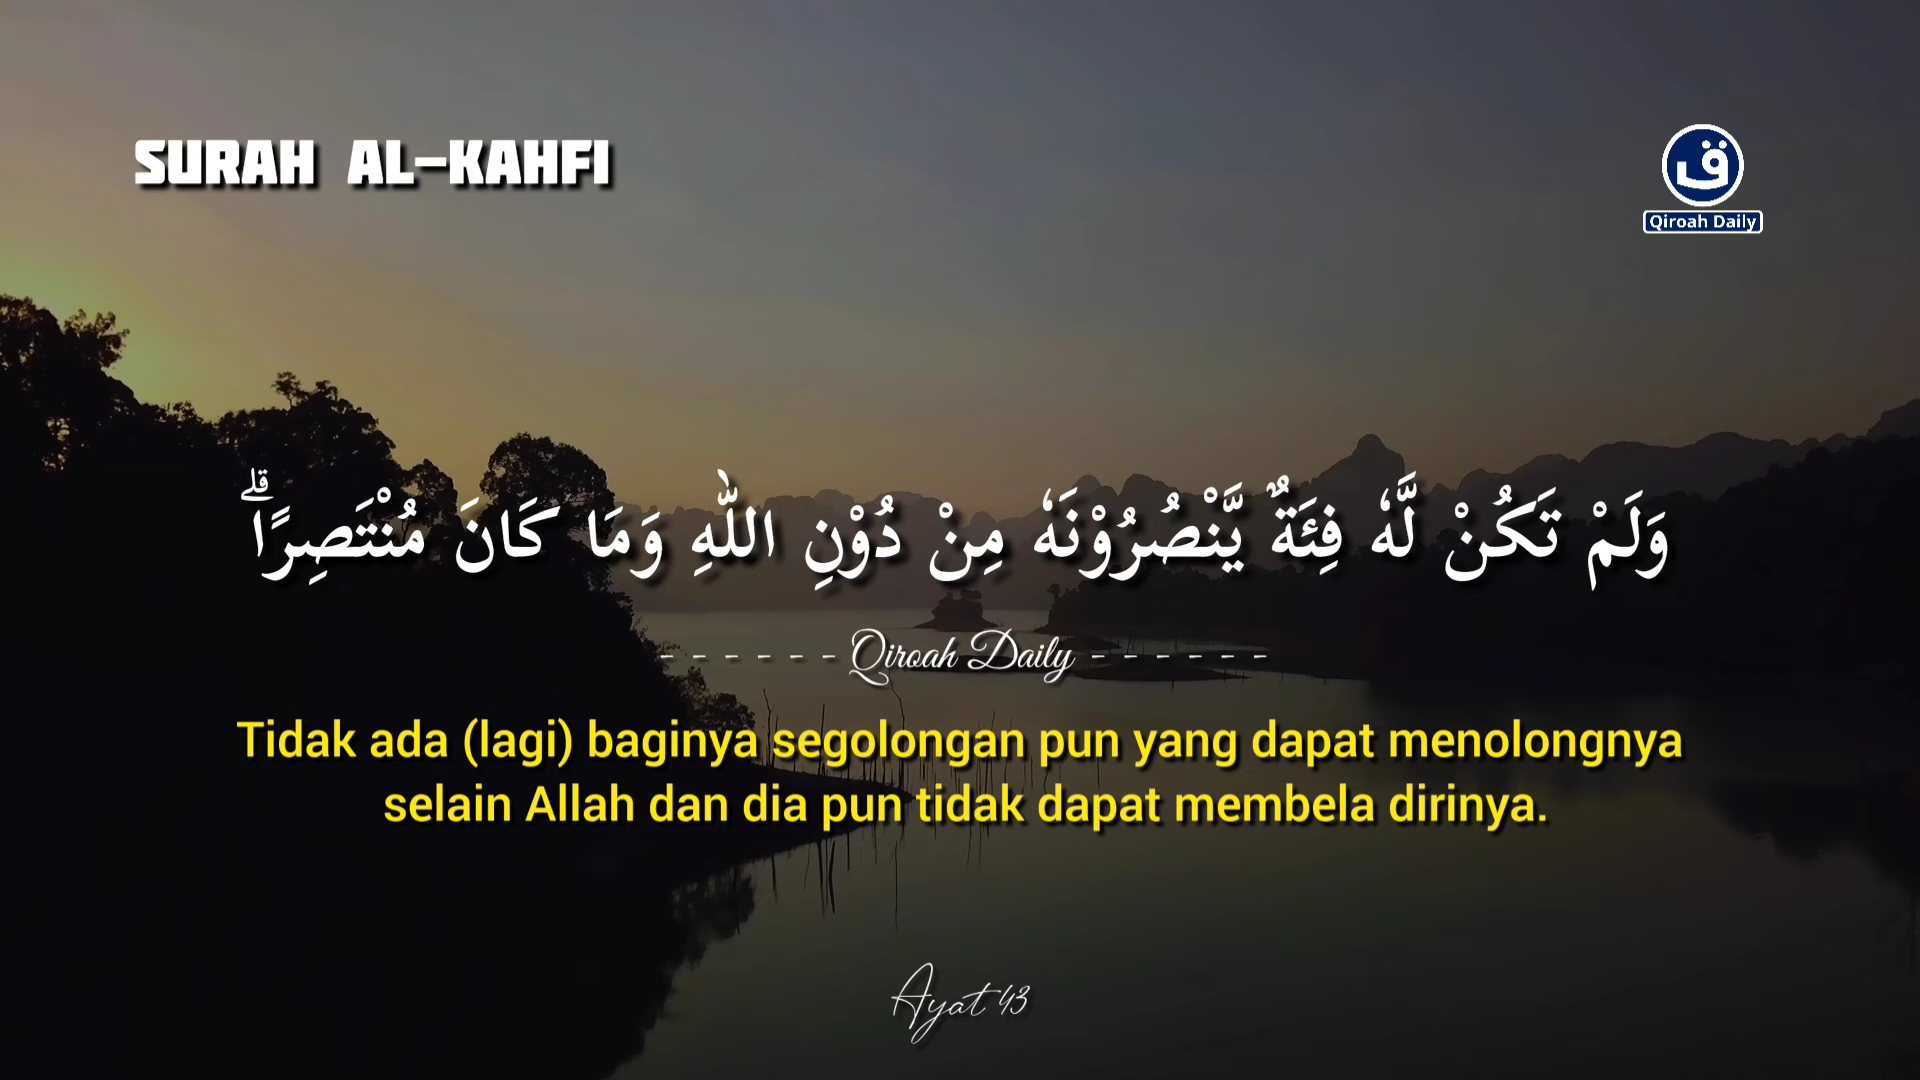 SURAH AL-KAHFI
ق
Qiroah Daily
وَلَمْ تَكُنْ لَّهٗ فِئَةٌ يَّنْصُرُوْنَهٗ مِنْ دُوْنِ اللّٰهِ وَمَا كَانَ مُنْتَصِرًاۗ
- - - - - - Qiroah Daily - - - - - -
Tidak ada (lagi) baginya segolongan pun yang dapat menolongnya
selain Allah dan dia pun tidak dapat membela dirinya.
Ayat 43